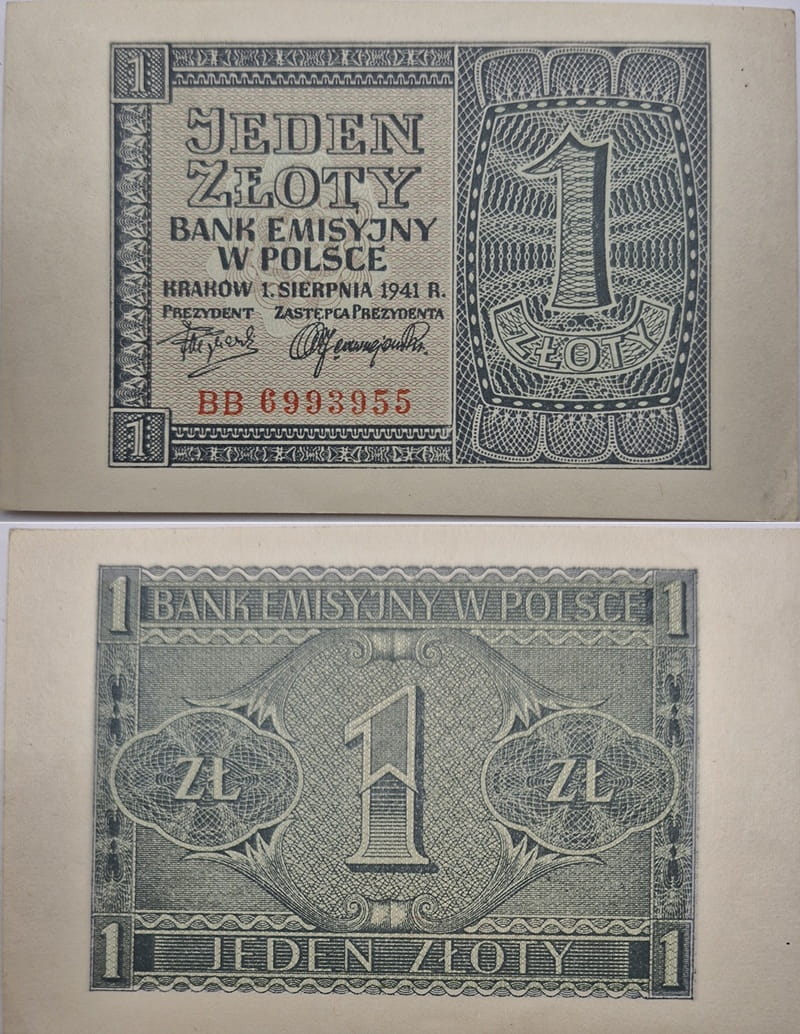 1
JEDEN
ZŁOTY
BANK EMISYJNY
W POLSCE
KRAKÓW 1. SIERPNIA 1941 R.
PREZYDENT ZASTĘPCA PREZYDENTA
BB 6993955
1
1
ZŁOTY
1 BANK EMISYJNY W POLSCE 1
1
ZŁ ZŁ
1 JEDEN ZŁOTY 1